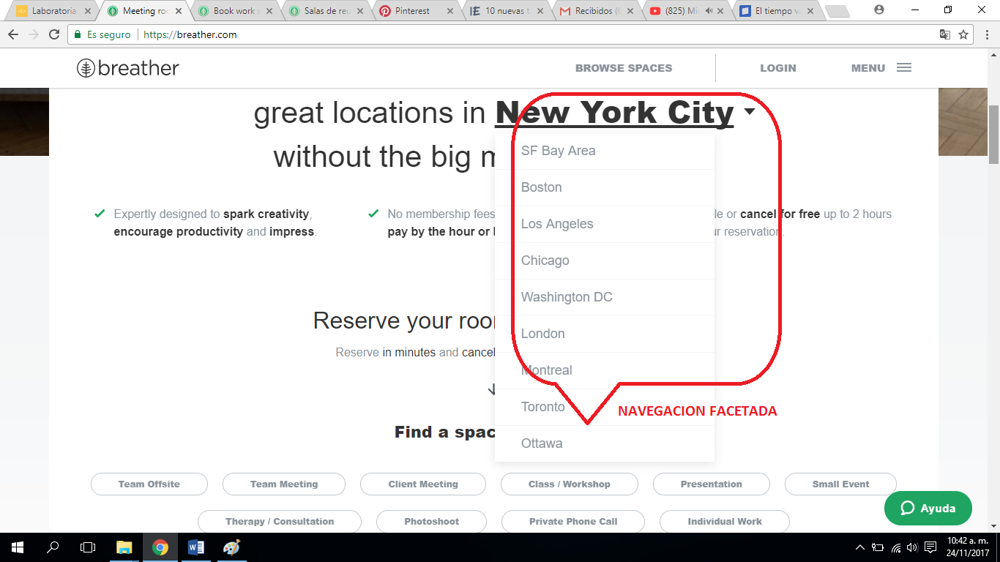 Laboratoria
Meeting roo
Book work s
Salas de reu
Pinterest
10 nuevas ta
Recibidos (6
(825) Mi
El tiempo va
Es seguro
https://breather.com
breather
BROWSE SPACES
LOGIN
MENU
great locations in New York City
without the big m
SF Bay Area
Boston
Los Angeles
Chicago
Washington DC
London
Montreal
Toronto
Ottawa
Expertly designed to spark creativity,
encourage productivity and impress.
No membership fees
pay by the hour or
le or cancel for free up to 2 hours
ur reservation.
Reserve your roo
Reserve in minutes and cancel
NAVEGACION FACETADA
Find a spac
Team Offsite
Team Meeting
Client Meeting
Class / Workshop
Presentation
Small Event
Therapy / Consultation
Photoshoot
Private Phone Call
Individual Work
Ayuda
10:42 a. m.
24/11/2017